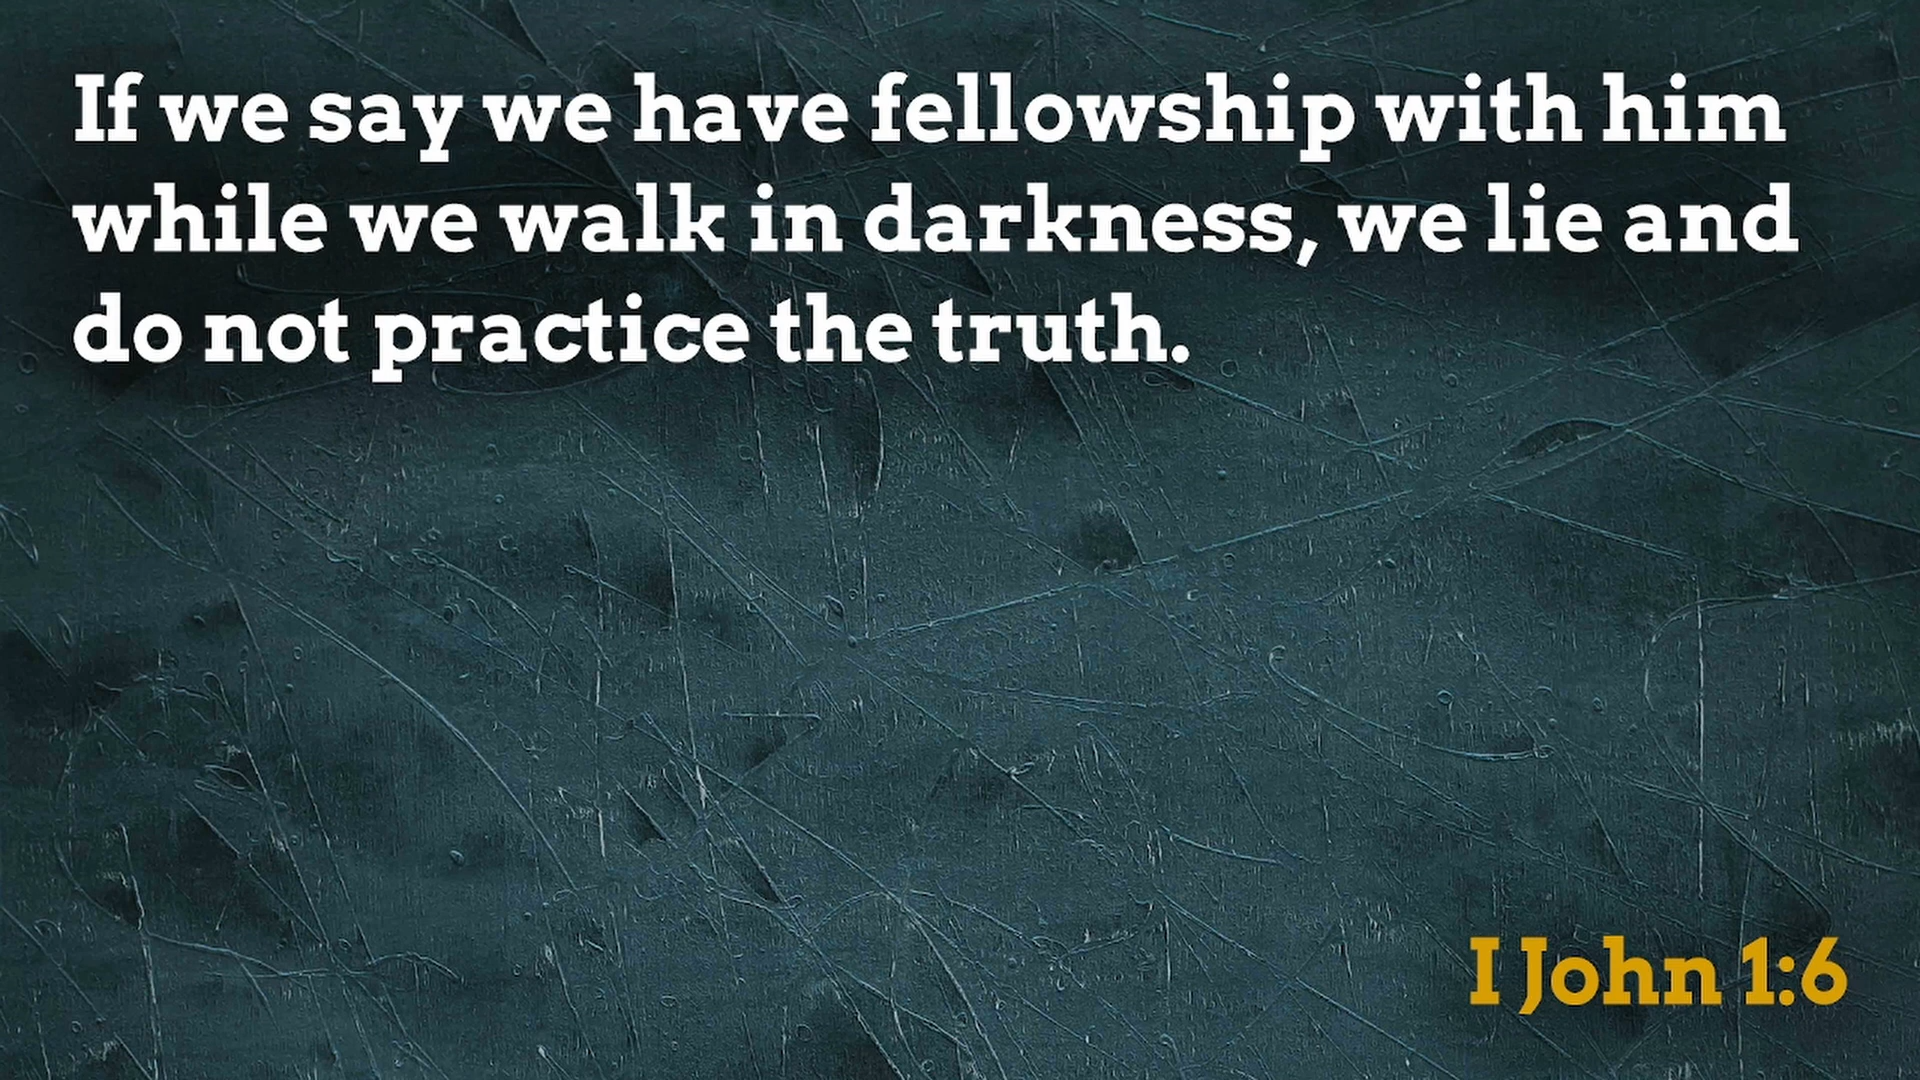 If we say we have fellowship with him
while we walk in darkness, we lie and
do not practice the truth.
I John 1:6